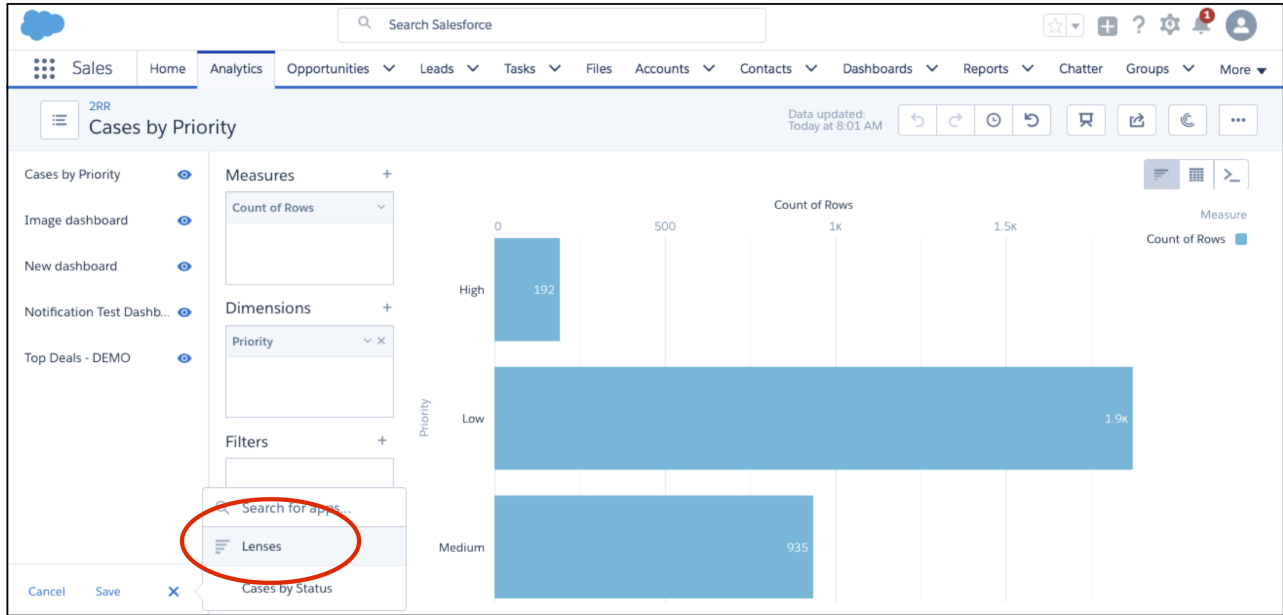 Search Salesforce
1
Sales
Home
Analytics
Opportunities
Leads
Tasks
Files
Accounts
Contacts
Dashboards
Reports
Chatter
Groups
More
2RR
Cases by Priority
Data updated:
Today at 8:01 AM
Cases by Priority
Image dashboard
New dashboard
Notification Test Dashb...
Top Deals - DEMO
Cancel
Save
Measures
Count of Rows
Dimensions
Priority
Filters
Search for apps...
Lenses
Cases by Status
Count of Rows
0
500
1K
1.5K
Priority
High
192
Low
1.9K
Medium
935
Measure
Count of Rows